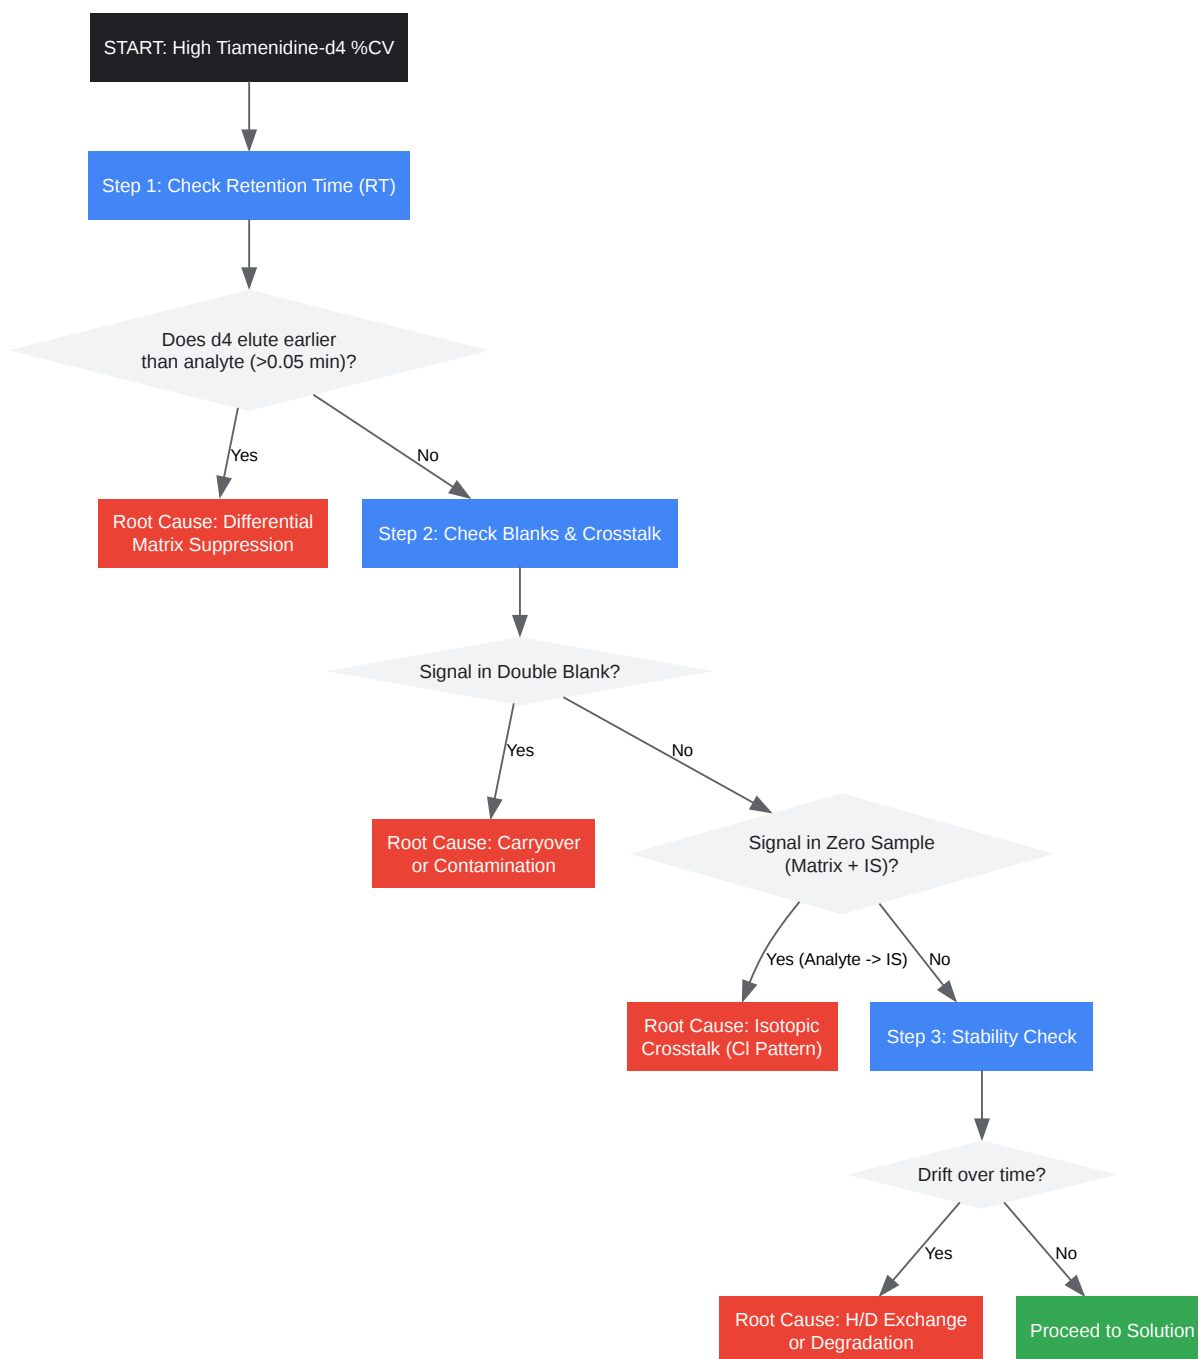 START: High Tiamenidine-d4 %CV
Step 1: Check Retention Time (RT)
Does d4 elute earlier
than analyte (>0.05 min)?
Yes
No
Root Cause: Differential
Matrix Suppression
Step 2: Check Blanks & Crosstalk
Signal in Double Blank?
Yes
No
Root Cause: Carryover
or Contamination
Signal in Zero Sample
(Matrix + IS)?
Yes (Analyte -> IS)
No
Root Cause: Isotopic
Crosstalk (Cl Pattern)
Step 3: Stability Check
Drift over time?
Yes
No
Root Cause: H/D Exchange
or Degradation
Proceed to Solution